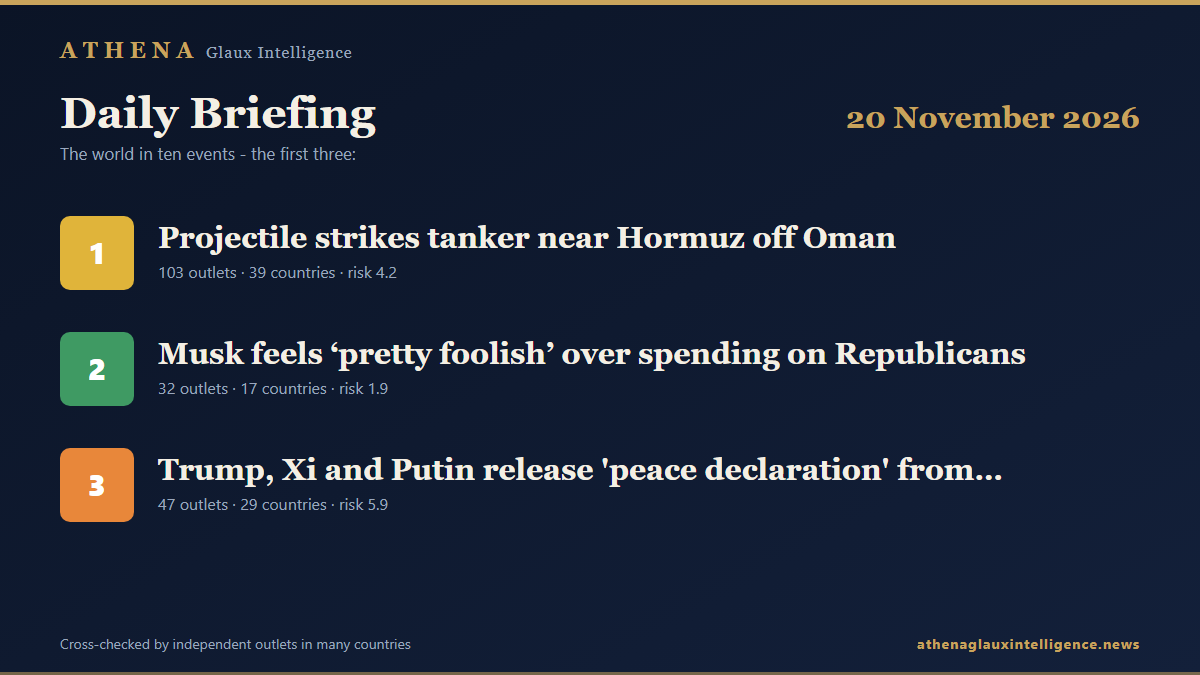 ATHENA Glaux Intelligence
Daily Briefing
20 November 2026
The world in ten events - the first three:
1
Projectile strikes tanker near Hormuz off Oman
103 outlets · 39 countries · risk 4.2
2
Musk feels ‘pretty foolish’ over spending on Republicans
32 outlets · 17 countries · risk 1.9
3
Trump, Xi and Putin release 'peace declaration' from...
47 outlets · 29 countries · risk 5.9
Cross-checked by independent outlets in many countries
athenaglauxintelligence.news